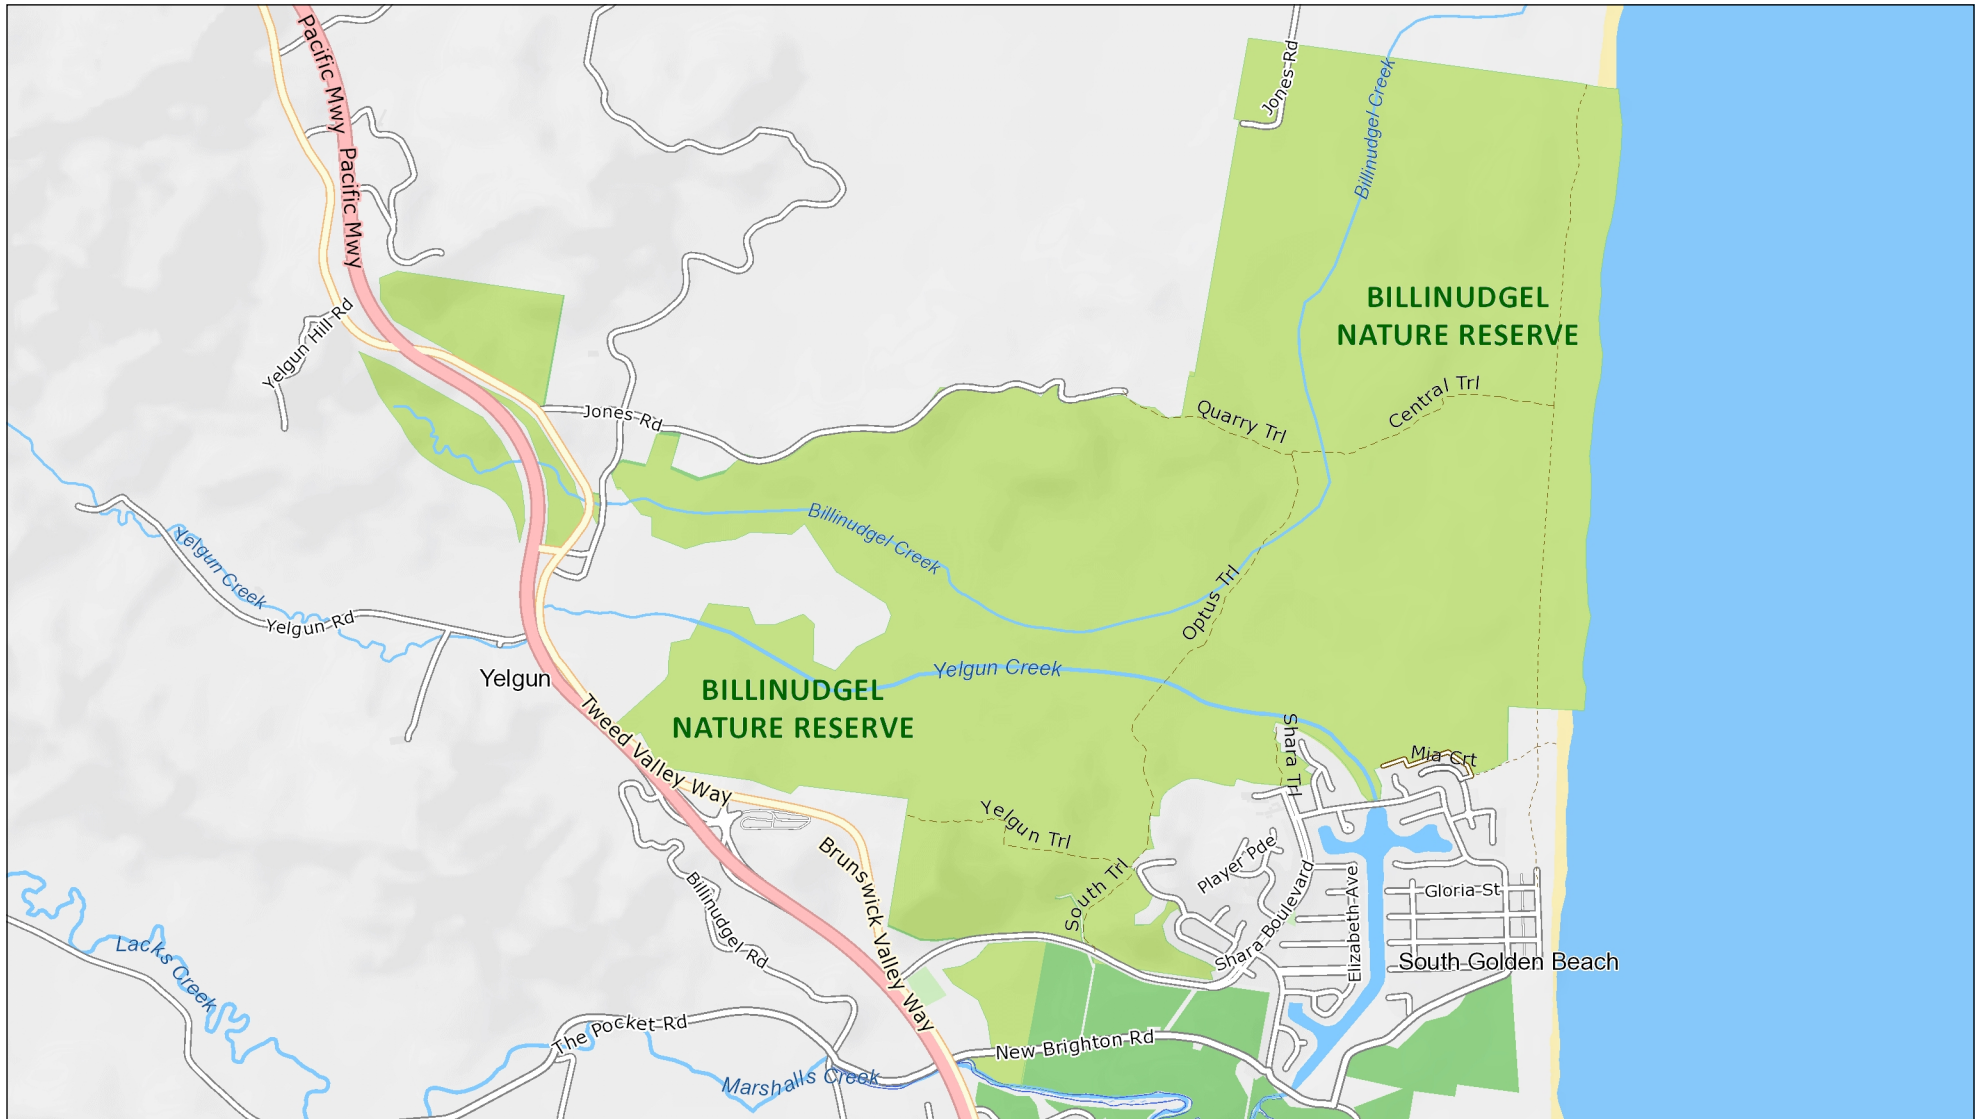 Pacific Mwy
Pacific Mwy
Jones Rd
Billinudgel Creek
BILLINUDGEL
NATURE RESERVE
Yelgun Hill Rd
Jones Rd
Quarry Trl
Central Trl
Billinudgel Creek
Yelgun Creek
Yelgun Rd
Optus Trl
Yelgun
Yelgun Creek
BILLINUDGEL
NATURE RESERVE
Tweed Valley Way
Shara Trl
Mia Crt
Yelgun Trl
Brunswick Valley Way
Player Pde
South Trl
Billinudgel Rd
Shara Boulevard
Elizabeth Ave
Gloria St
South Golden Beach
Lacks Creek
The Pocket Rd
New Brighton Rd
Marshalls Creek